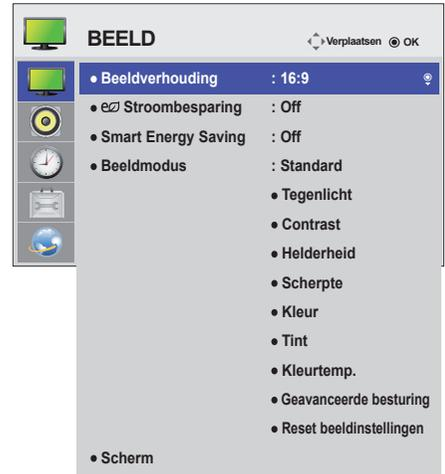 BEELD Verplaatsen OK
• Beeldverhouding : 16:9
• Stroombesparing : Off
• Smart Energy Saving : Off
• Beeldmodus : Standard
• Tegenlicht
• Contrast
• Helderheid
• Scherpte
• Kleur
• Tint
• Kleurtemp.
• Geavanceerde besturing
• Reset beeldinstellingen
• Scherm